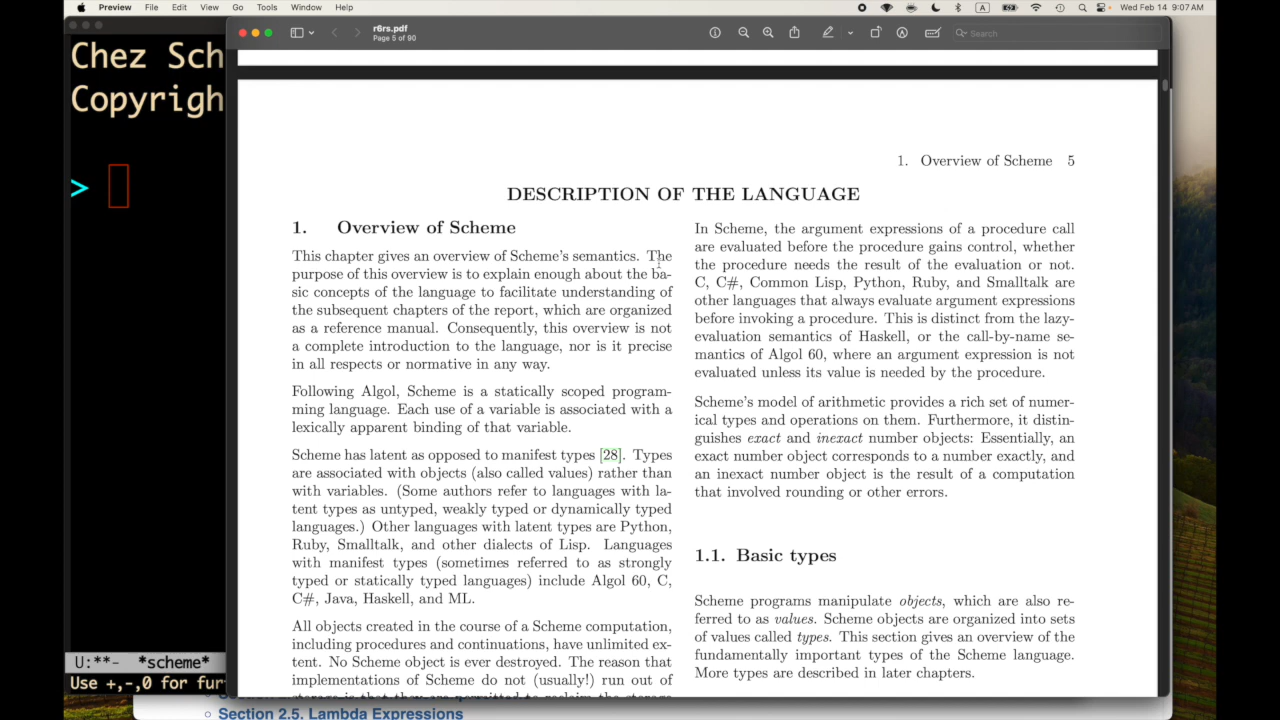 Preview File Edit View Go Tools Window Help
A
Wed Feb 14 9:07 AM
r6rs.pdf
Page 5 of 90
Search
Chez Sch
Copyrigh
>
1. Overview of Scheme 5
DESCRIPTION OF THE LANGUAGE
1. Overview of Scheme
This chapter gives an overview of Scheme's semantics. The
purpose of this overview is to explain enough about the ba-
sic concepts of the language to facilitate understanding of
the subsequent chapters of the report, which are organized
as a reference manual. Consequently, this overview is not
a complete introduction to the language, nor is it precise
in all respects or normative in any way.
Following Algol, Scheme is a statically scoped program-
ming language. Each use of a variable is associated with a
lexically apparent binding of that variable.
Scheme has latent as opposed to manifest types [28]. Types
are associated with objects (also called values) rather than
with variables. (Some authors refer to languages with la-
tent types as untyped, weakly typed or dynamically typed
languages.) Other languages with latent types are Python,
Ruby, Smalltalk, and other dialects of Lisp. Languages
with manifest types (sometimes referred to as strongly
typed or statically typed languages) include Algol 60, C,
C#, Java, Haskell, and ML.
All objects created in the course of a Scheme computation,
including procedures and continuations, have unlimited ex-
tent. No Scheme object is ever destroyed. The reason that
implementations of Scheme do not (usually!) run out of
storage is that they are permitted to reclaim the storage
In Scheme, the argument expressions of a procedure call
are evaluated before the procedure gains control, whether
the procedure needs the result of the evaluation or not.
C, C#, Common Lisp, Python, Ruby, and Smalltalk are
other languages that always evaluate argument expressions
before invoking a procedure. This is distinct from the lazy-
evaluation semantics of Haskell, or the call-by-name se-
mantics of Algol 60, where an argument expression is not
evaluated unless its value is needed by the procedure.
Scheme's model of arithmetic provides a rich set of numer-
ical types and operations on them. Furthermore, it distin-
guishes exact and inexact number objects: Essentially, an
exact number object corresponds to a number exactly, and
an inexact number object is the result of a computation
that involved rounding or other errors.
1.1. Basic types
Scheme programs manipulate objects, which are also re-
ferred to as values. Scheme objects are organized into sets
of values called types. This section gives an overview of the
fundamentally important types of the Scheme language.
More types are described in later chapters.
U:**- *scheme*
Use +,-,0 for fur
Section 2.5. Lambda Expressions